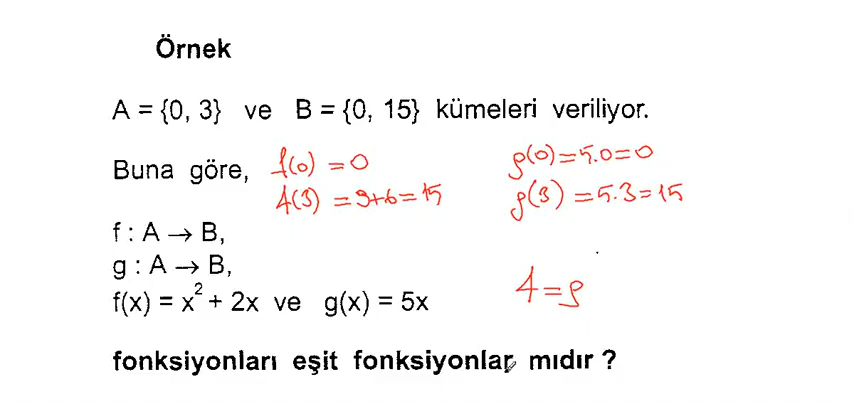 Örnek
A = {0, 3} ve B = {0, 15} kümeleri veriliyor.
Buna göre, f(0) = 0 g(0) = 5.0 = 0
f(3) = 9+6 = 15 g(3) = 5.3 = 15
f : A → B,
g : A → B,
f(x) = x² + 2x ve g(x) = 5x
f = g
fonksiyonları eşit fonksiyonlar mıdır ?